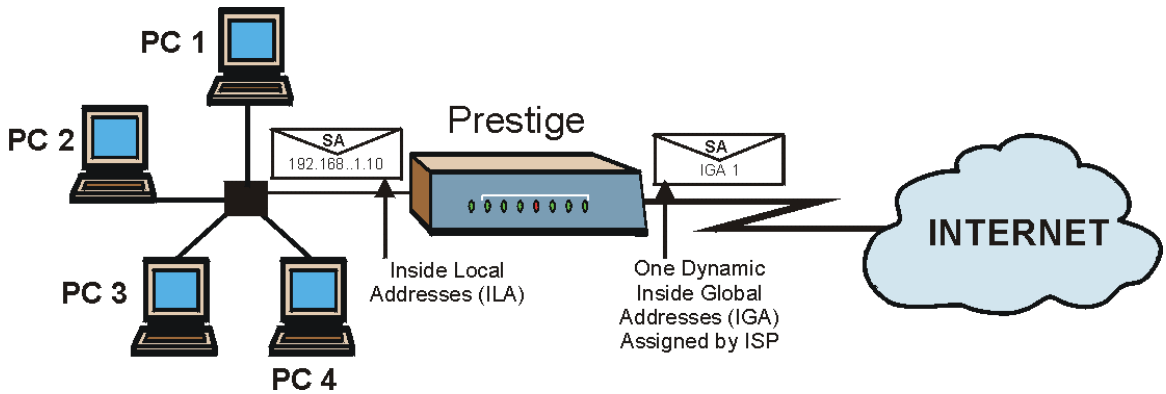 PC 1
PC 2
PC 3
PC 4
SA
192.168..1.10
Prestige
SA
IGA 1
Inside Local
Addresses (ILA)
One Dynamic
Inside Global
Addresses (IGA)
Assigned by ISP
INTERNET